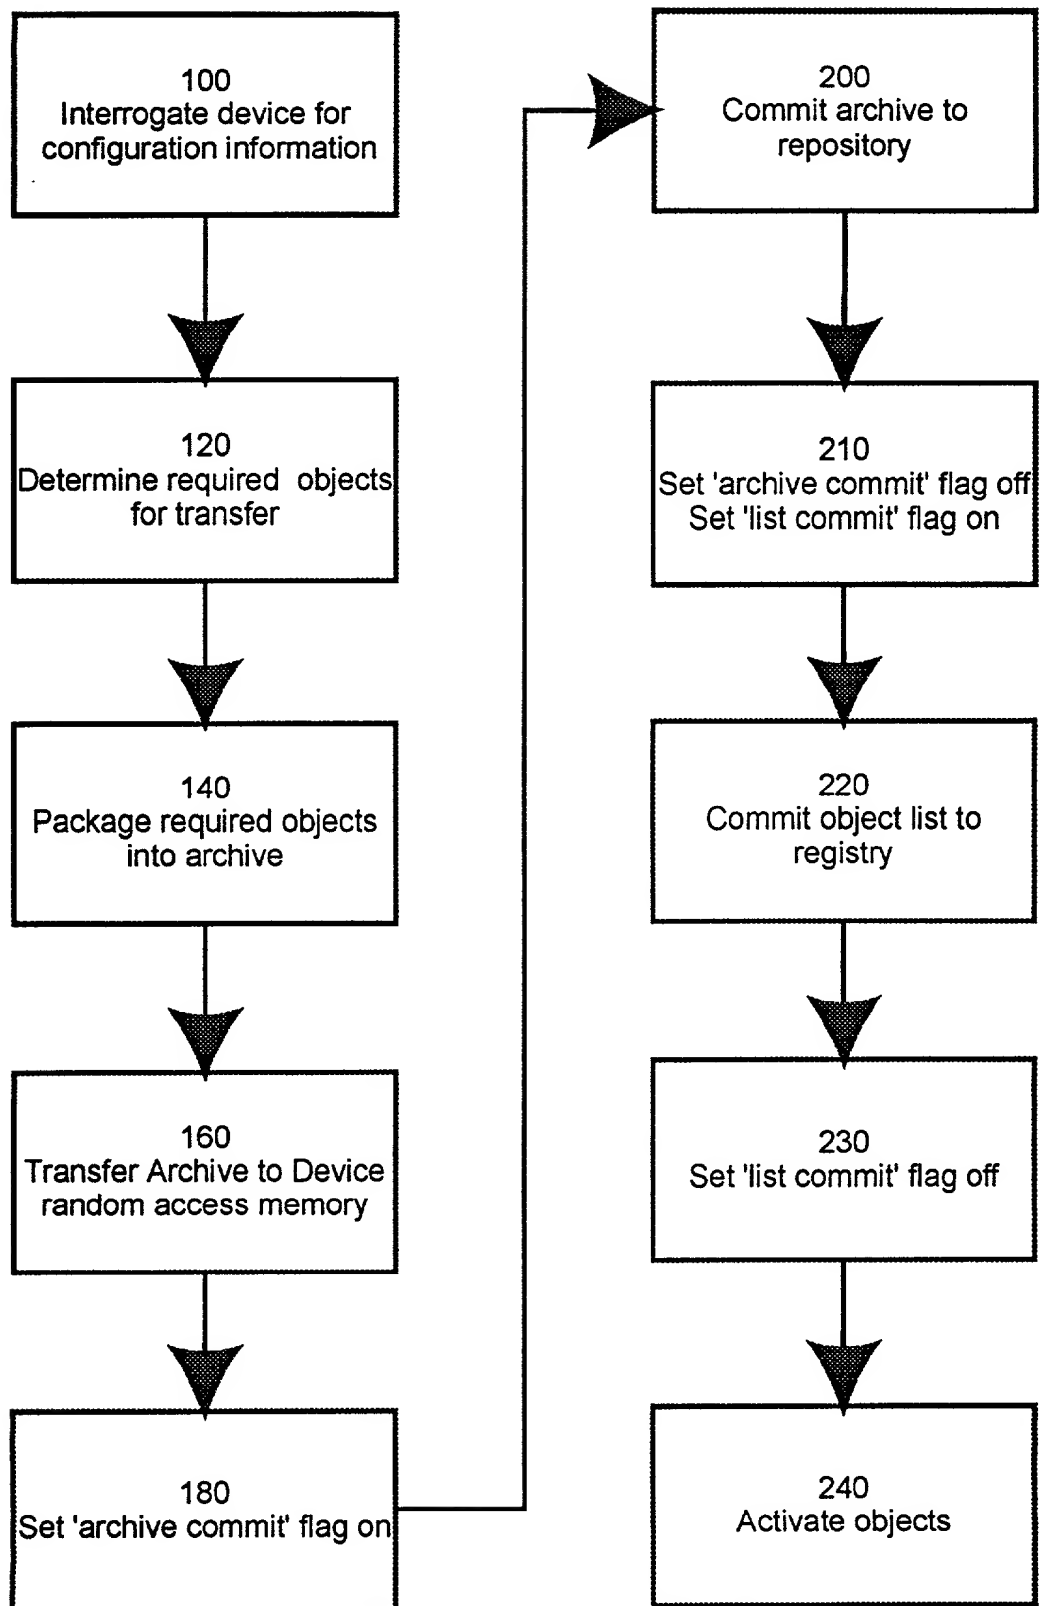 100
Interrogate device for
configuration information
120
Determine required objects
for transfer
140
Package required objects
into archive
160
Transfer Archive to Device
random access memory
180
Set 'archive commit' flag on
200
Commit archive to
repository
210
Set 'archive commit' flag off
Set 'list commit' flag on
220
Commit object list to
registry
230
Set 'list commit' flag off
240
Activate objects